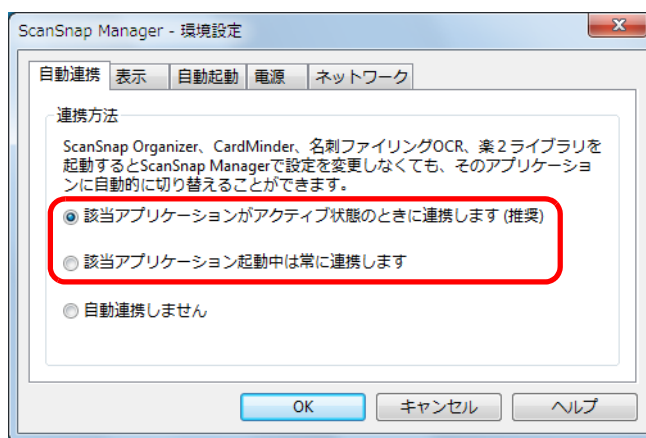 ScanSnap Manager - 環境設定
自動連携 表示 自動起動 電源 ネットワーク
連携方法
ScanSnap Organizer、CardMinder、名刺ファイリングOCR、楽２ライブラリを
起動するとScanSnap Managerで設定を変更しなくても、そのアプリケーショ
ンに自動的に切り替えることができます。
該当アプリケーションがアクティブ状態のときに連携します (推奨)
該当アプリケーション起動中は常に連携します
自動連携しません
OK キャンセル ヘルプ